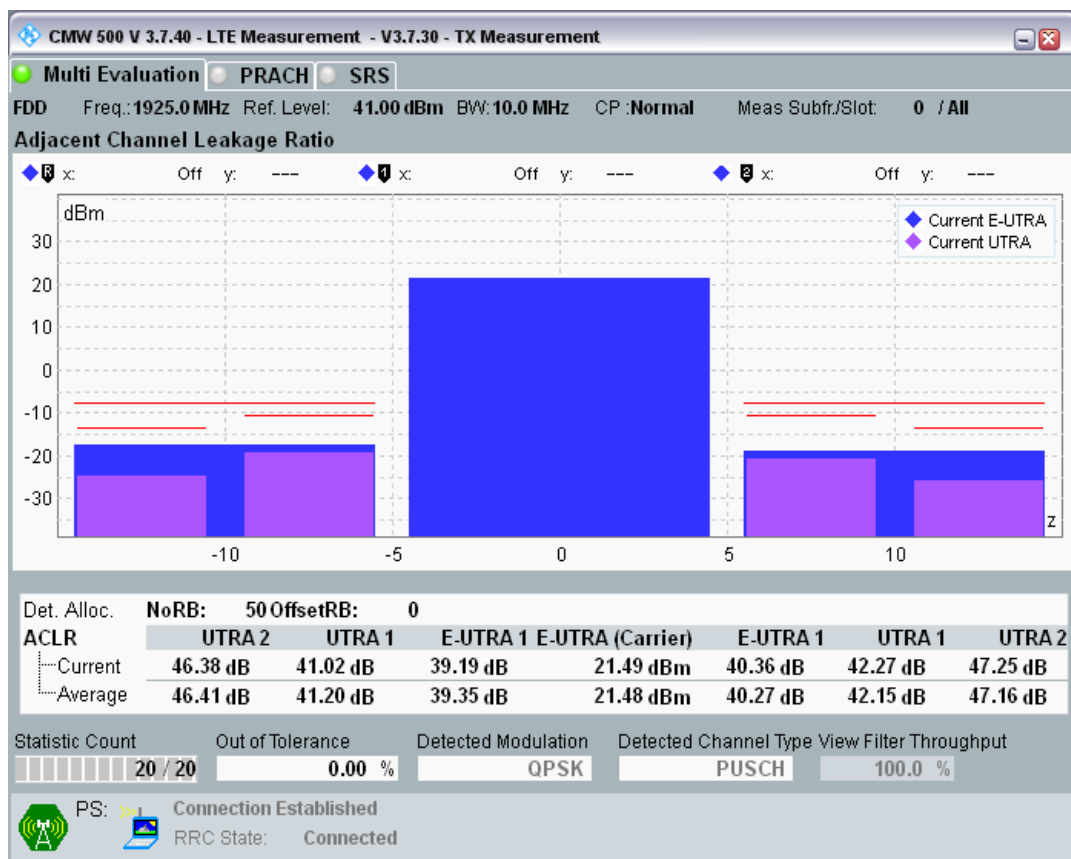 CMW 500 V 3.7.40 - LTE Measurement - V3.7.30 - TX Measurement
Multi Evaluation PRACH SRS
FDD Freq.: 1925.0 MHz Ref. Level: 41.00 dBm BW: 10.0 MHz CP :Normal Meas Subfr./Slot: 0 / All
Adjacent Channel Leakage Ratio
R x: Off y: --- 1 x: Off y: --- 2 x: Off y: ---
dBm
Current E-UTRA
Current UTRA
30
20
10
0
-10
-20
-30
z
-10 -5 0 5 10
Det. Alloc. NoRB: 50 OffsetRB: 0
ACLR UTRA 2 UTRA 1 E-UTRA 1 E-UTRA (Carrier) E-UTRA 1 UTRA 1 UTRA 2
Current 46.38 dB 41.02 dB 39.19 dB 21.49 dBm 40.36 dB 42.27 dB 47.25 dB
Average 46.41 dB 41.20 dB 39.35 dB 21.48 dBm 40.27 dB 42.15 dB 47.16 dB
Statistic Count Out of Tolerance Detected Modulation Detected Channel Type View Filter Throughput
20 / 20 0.00 % QPSK PUSCH 100.0 %
PS: Connection Established
RRC State: Connected